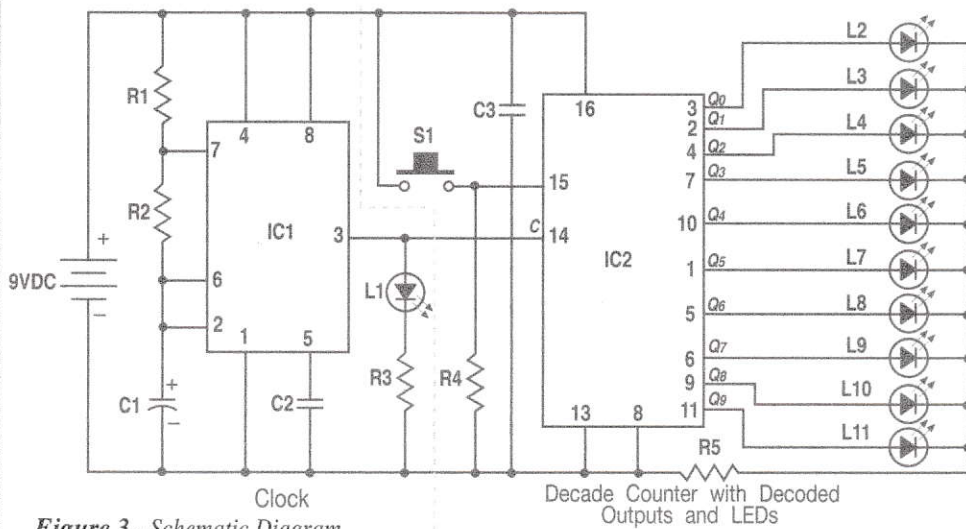 L2
L3
L4
L5
L6
L7
L8
L9
L10
L11
R1
R2
9VDC
+
−
C1
+
−
7
6
2
4
8
IC1
3
1
5
C2
L1
R3
R4
S1
C3
16
15
C
14
IC2
13
8
3 Q0
2 Q1
4 Q2
7 Q3
10 Q4
1 Q5
5 Q6
6 Q7
9 Q8
11 Q9
R5
Clock
Decade Counter with Decoded
Outputs and LEDs
Figure 3 Schematic Diagram